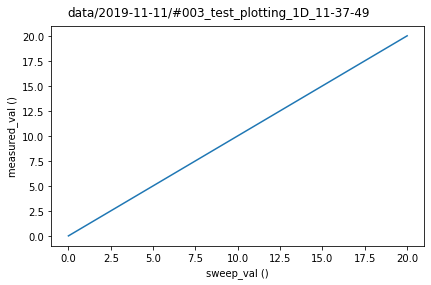 data/2019-11-11/#003_test_plotting_1D_11-37-49
20.0
17.5
15.0
12.5
10.0
7.5
5.0
2.5
0.0
measured_val ()
0.0 2.5 5.0 7.5 10.0 12.5 15.0 17.5 20.0
sweep_val ()